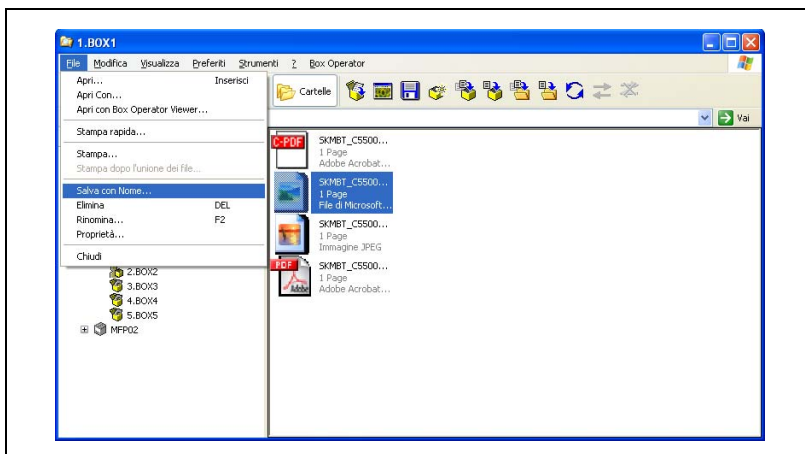 1.BOX1
File Modifica Visualizza Preferiti Strumenti ? Box Operator
Apri... Inserisci
Apri Con...
Apri con Box Operator Viewer...
Stampa rapida...
Stampa...
Stampa dopo l'unione dei file...
Salva con Nome...
Elimina DEL
Rinomina... F2
Proprietà...
Chiudi
Cartelle
Vai
2.BOX2
3.BOX3
4.BOX4
5.BOX5
MFP02
C-PDF
SKMBT_C5500...
1 Page
Adobe Acrobat...
SKMBT_C5500...
1 Page
File di Microsoft...
SKMBT_C5500...
1 Page
Immagine JPEG
PDF
Adobe
SKMBT_C5500...
1 Page
Adobe Acrobat...